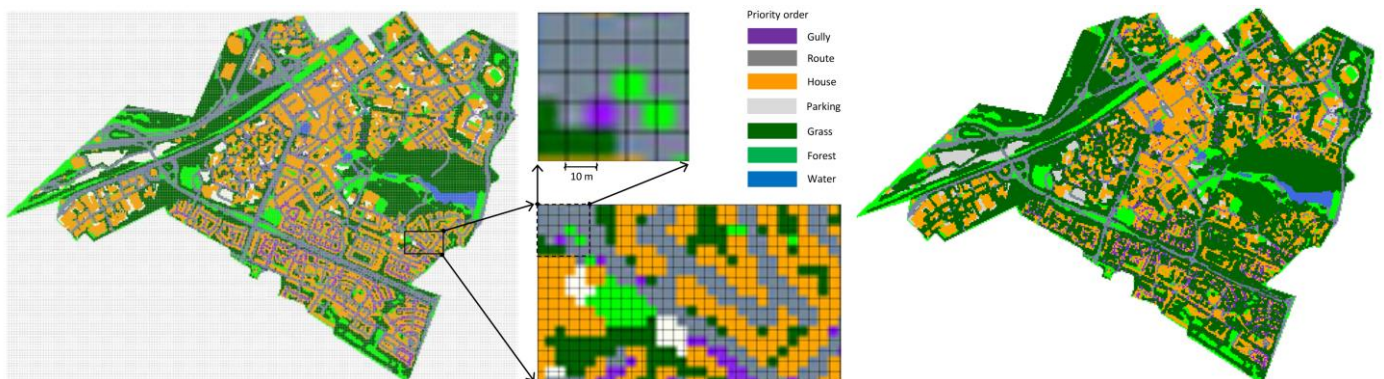 Priority order
Gully
Route
House
Parking
Grass
Forest
Water
10 m